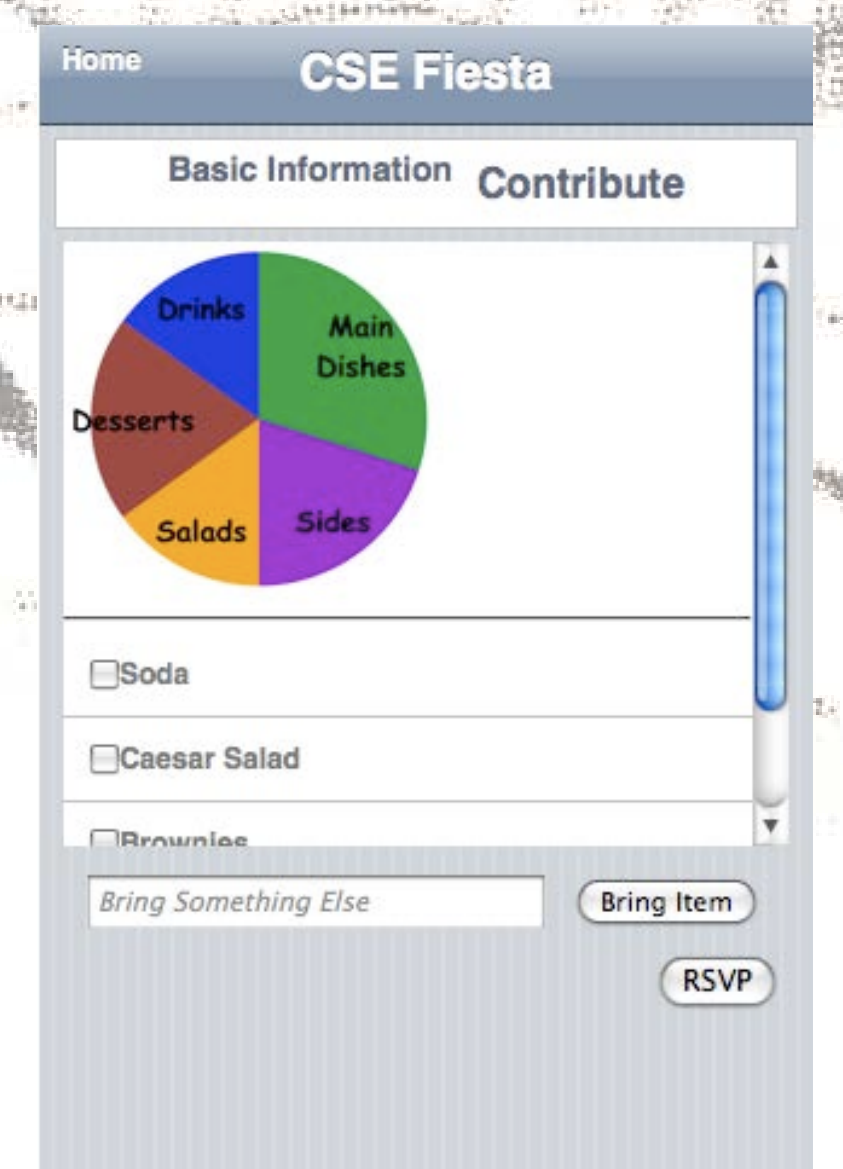 Home
CSE Fiesta
Basic Information
Contribute
Drinks
Main
Dishes
Desserts
Salads
Sides
Soda
Caesar Salad
Brownies
Bring Something Else
Bring Item
RSVP